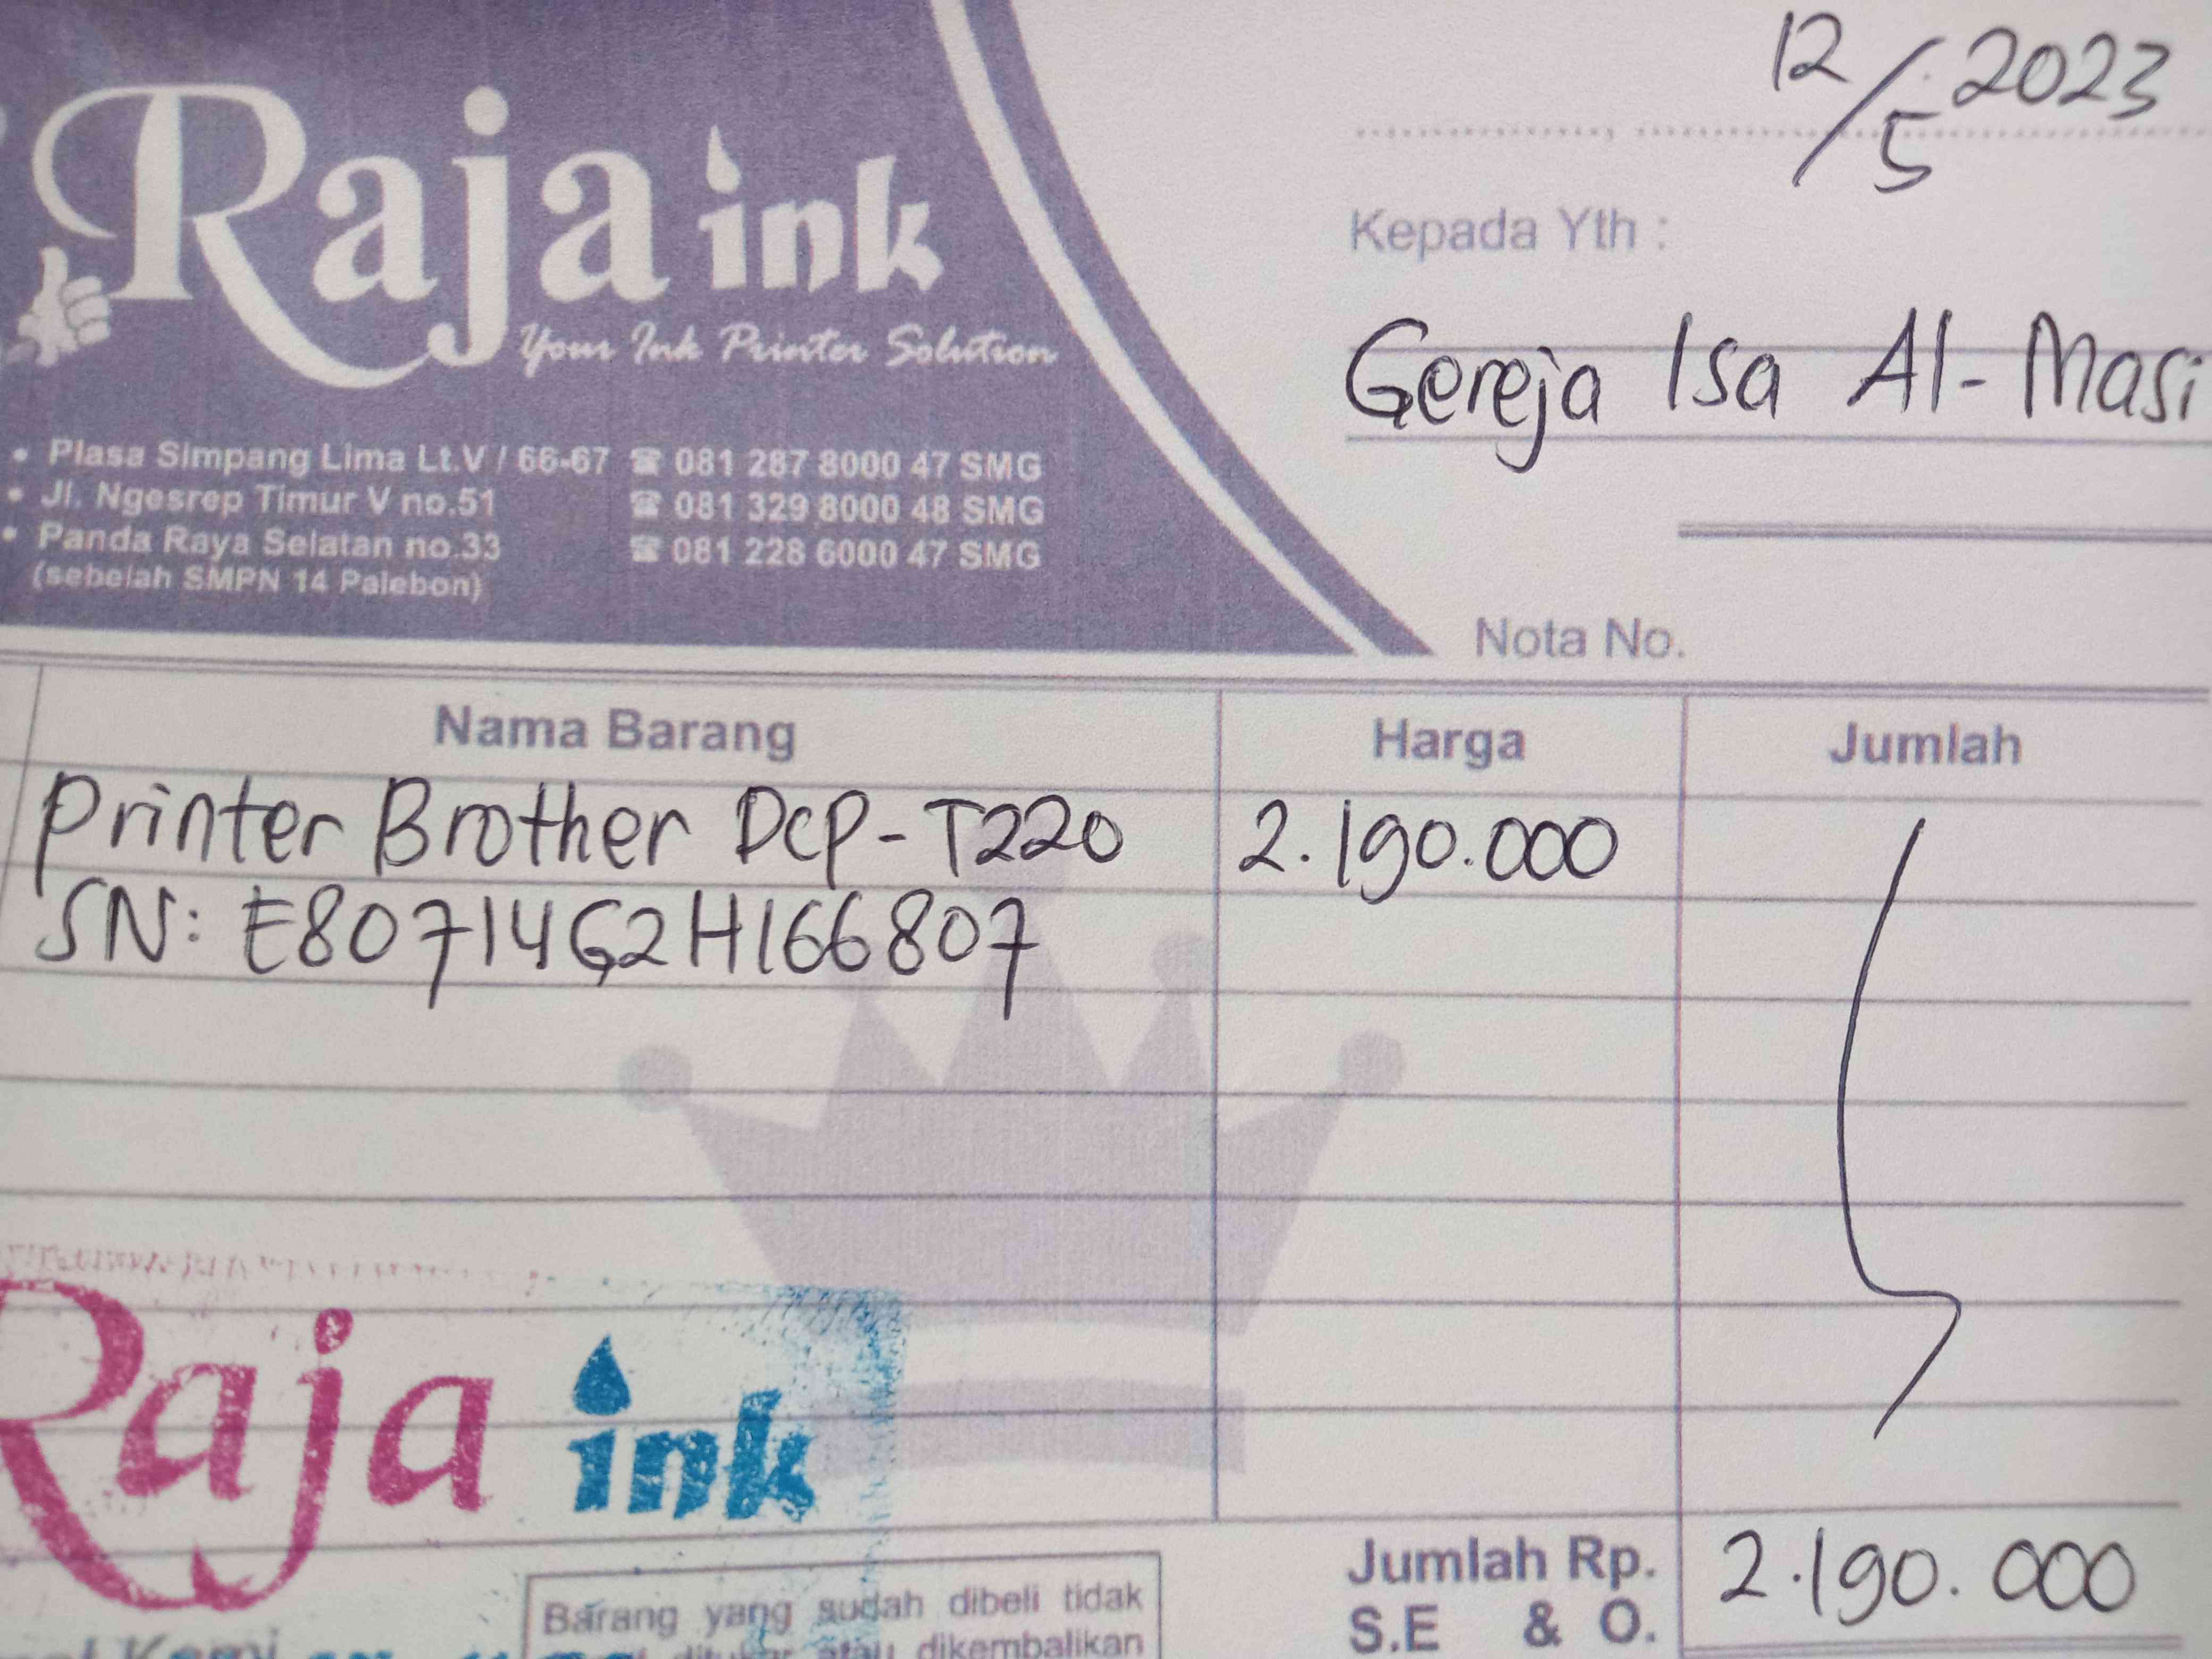 Raja ink
Your Ink Printer Solution
• Plasa Simpang Lima Lt.V / 66-67 ☎ 081 287 8000 47 SMG
• Jl. Ngesrep Timur V no.51 ☎ 081 329 8000 48 SMG
• Panda Raya Selatan no.33 ☎ 081 228 6000 47 SMG
(sebelah SMPN 14 Palebon)
12/5 2023
Kepada Yth :
Gereja Isa Al-Masi
Nota No.
Nama Barang Harga Jumlah
Printer Brother DCP-T220 2.190.000
SN: E80714G2H166807
Raja ink
Jumlah Rp. 2.190.000
S.E & O.
Barang yang sudah dibeli tidak
atau dikembalikan